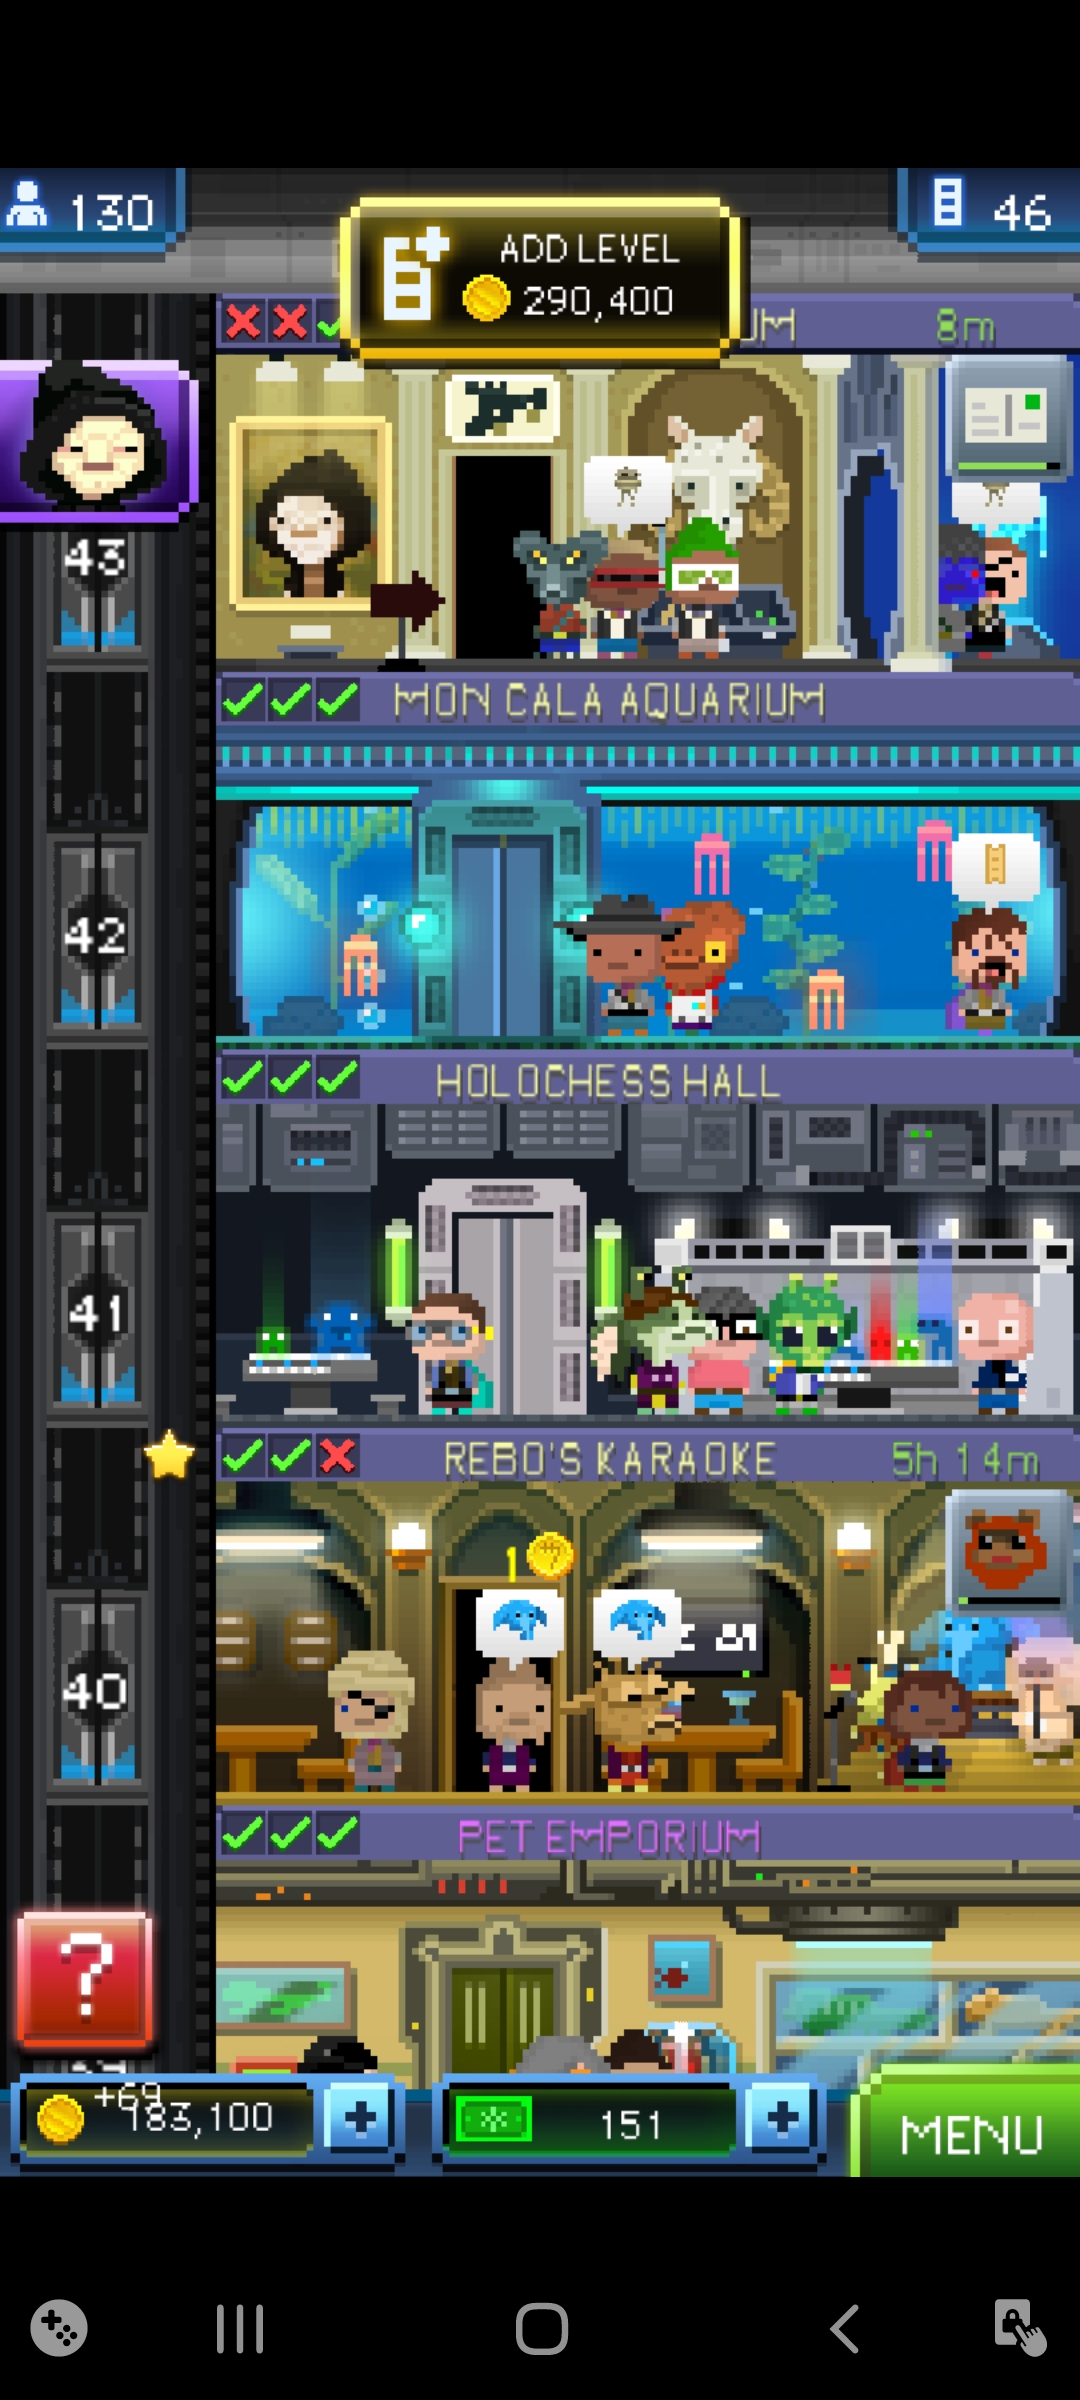 130
46
ADD LEVEL
290,400
8m
43
MON CALA AQUARIUM
42
HOLOCHESS HALL
41
REBO'S KARAOKE
5h 14m
1
40
PET EMPORIUM
?
+69
183,100
151
MENU